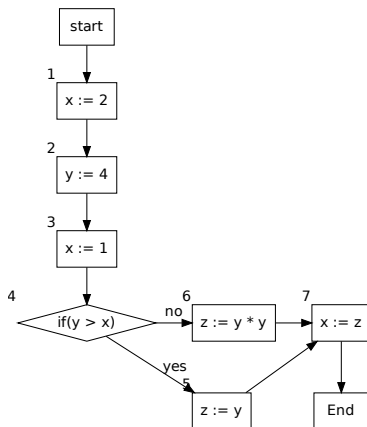 start
1
x := 2
2
y := 4
3
x := 1
4
if(y > x)
no
6
z := y * y
7
x := z
yes
5
z := y
End